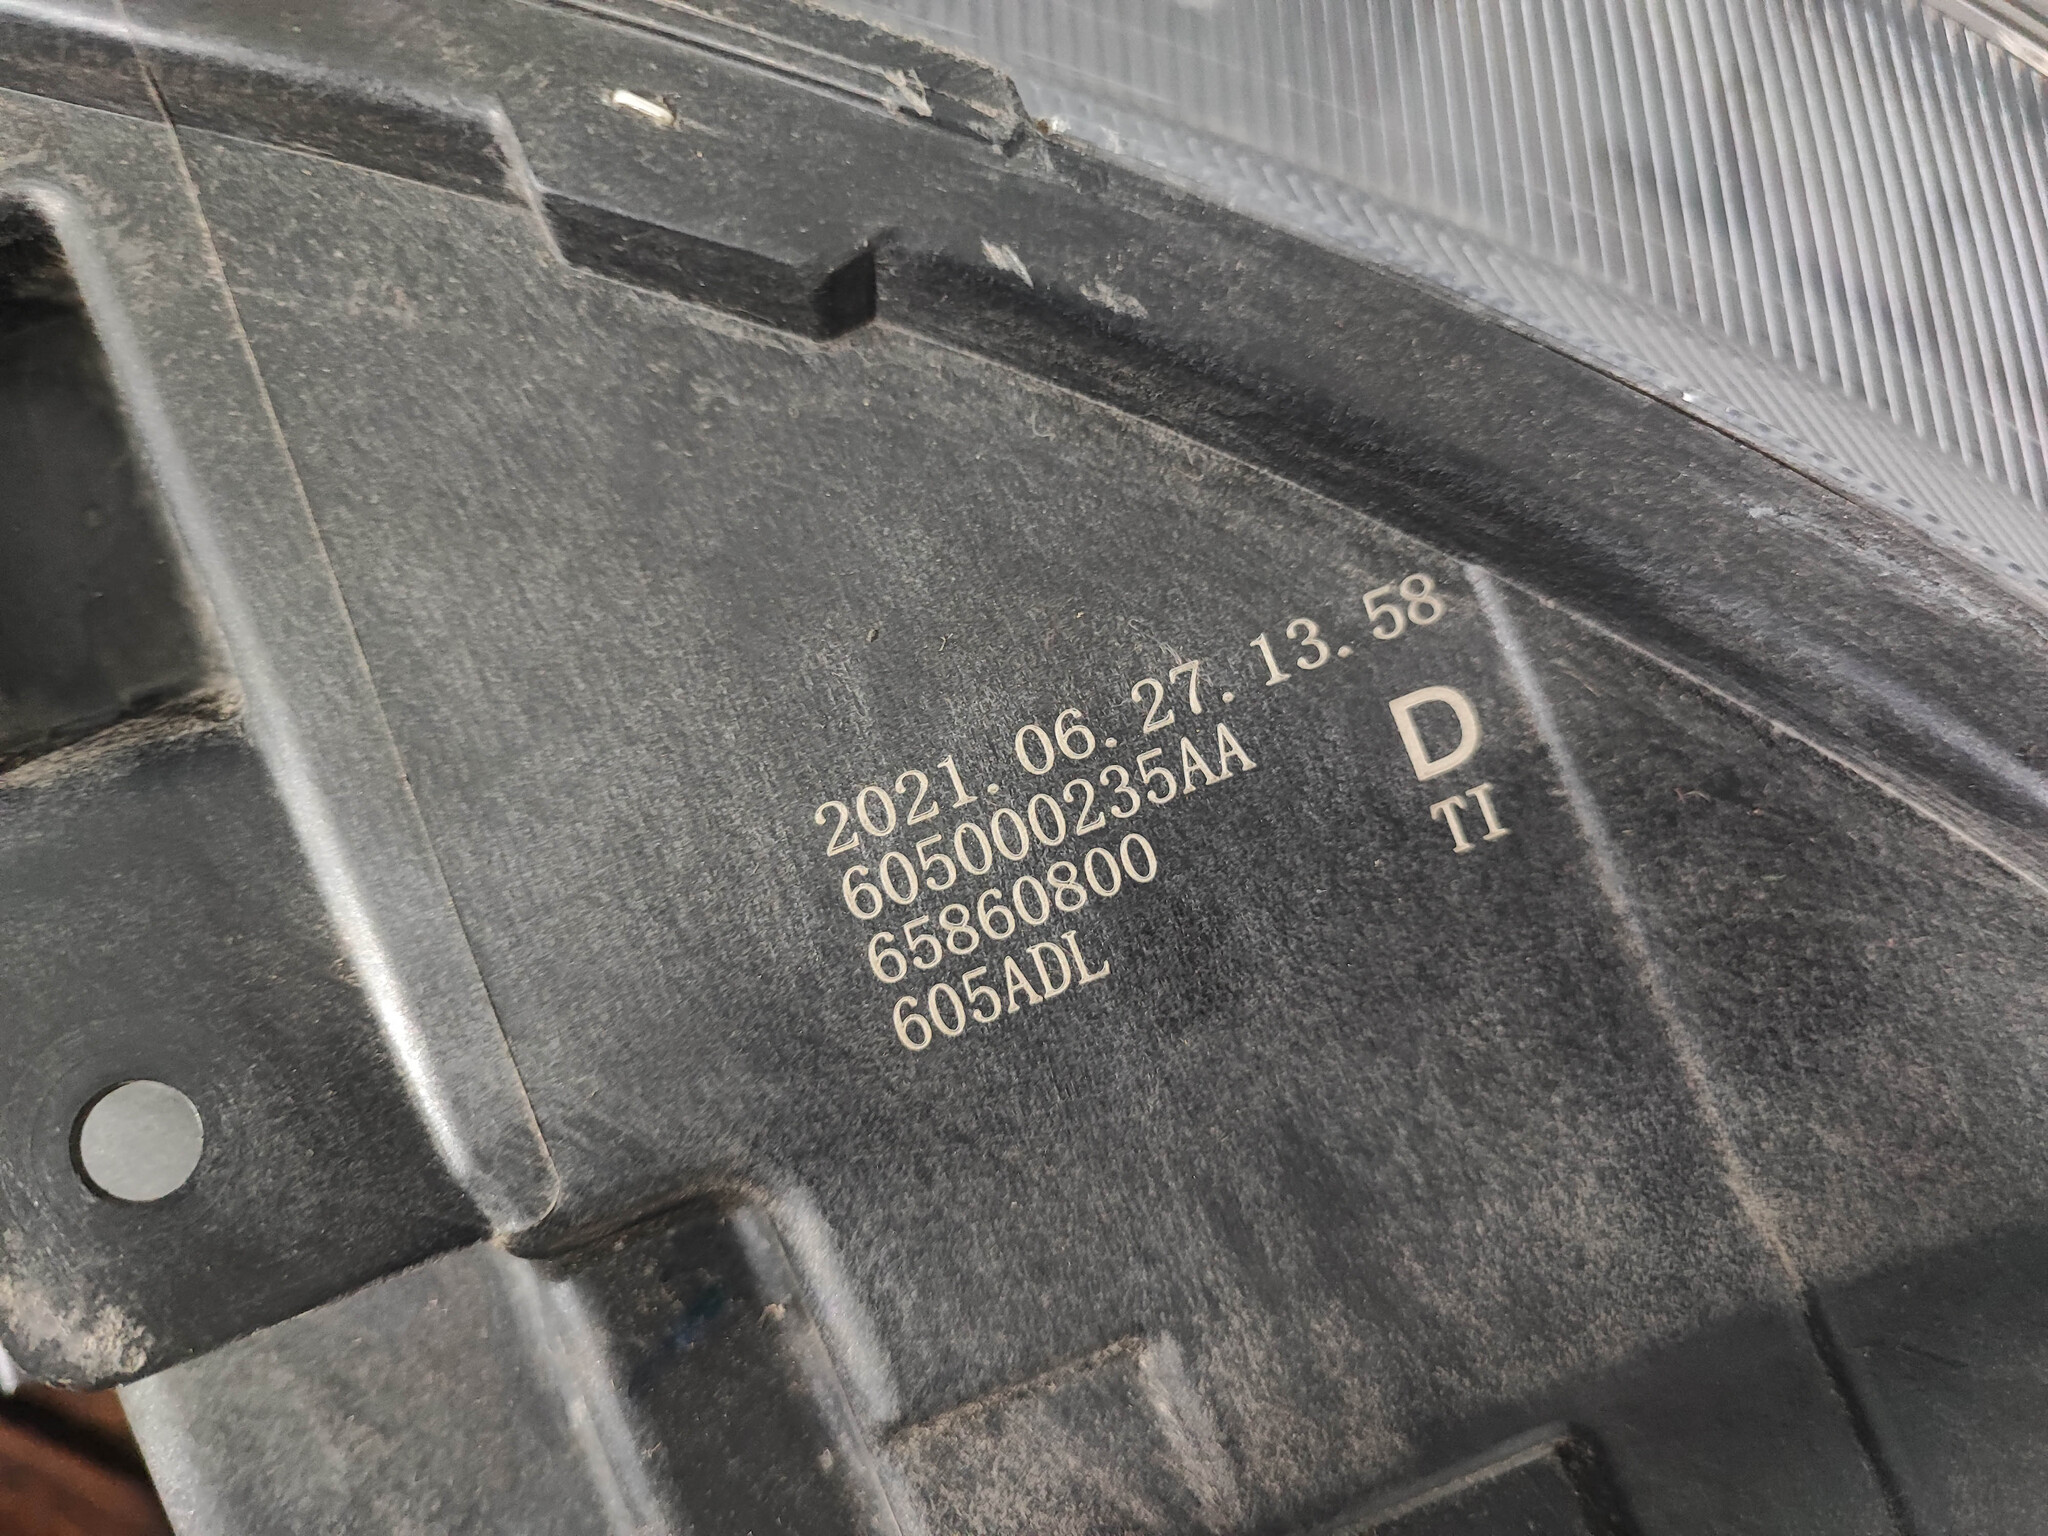 2021. 06. 27. 13. 58
605000235AA
65860800
605ADL
D
TI